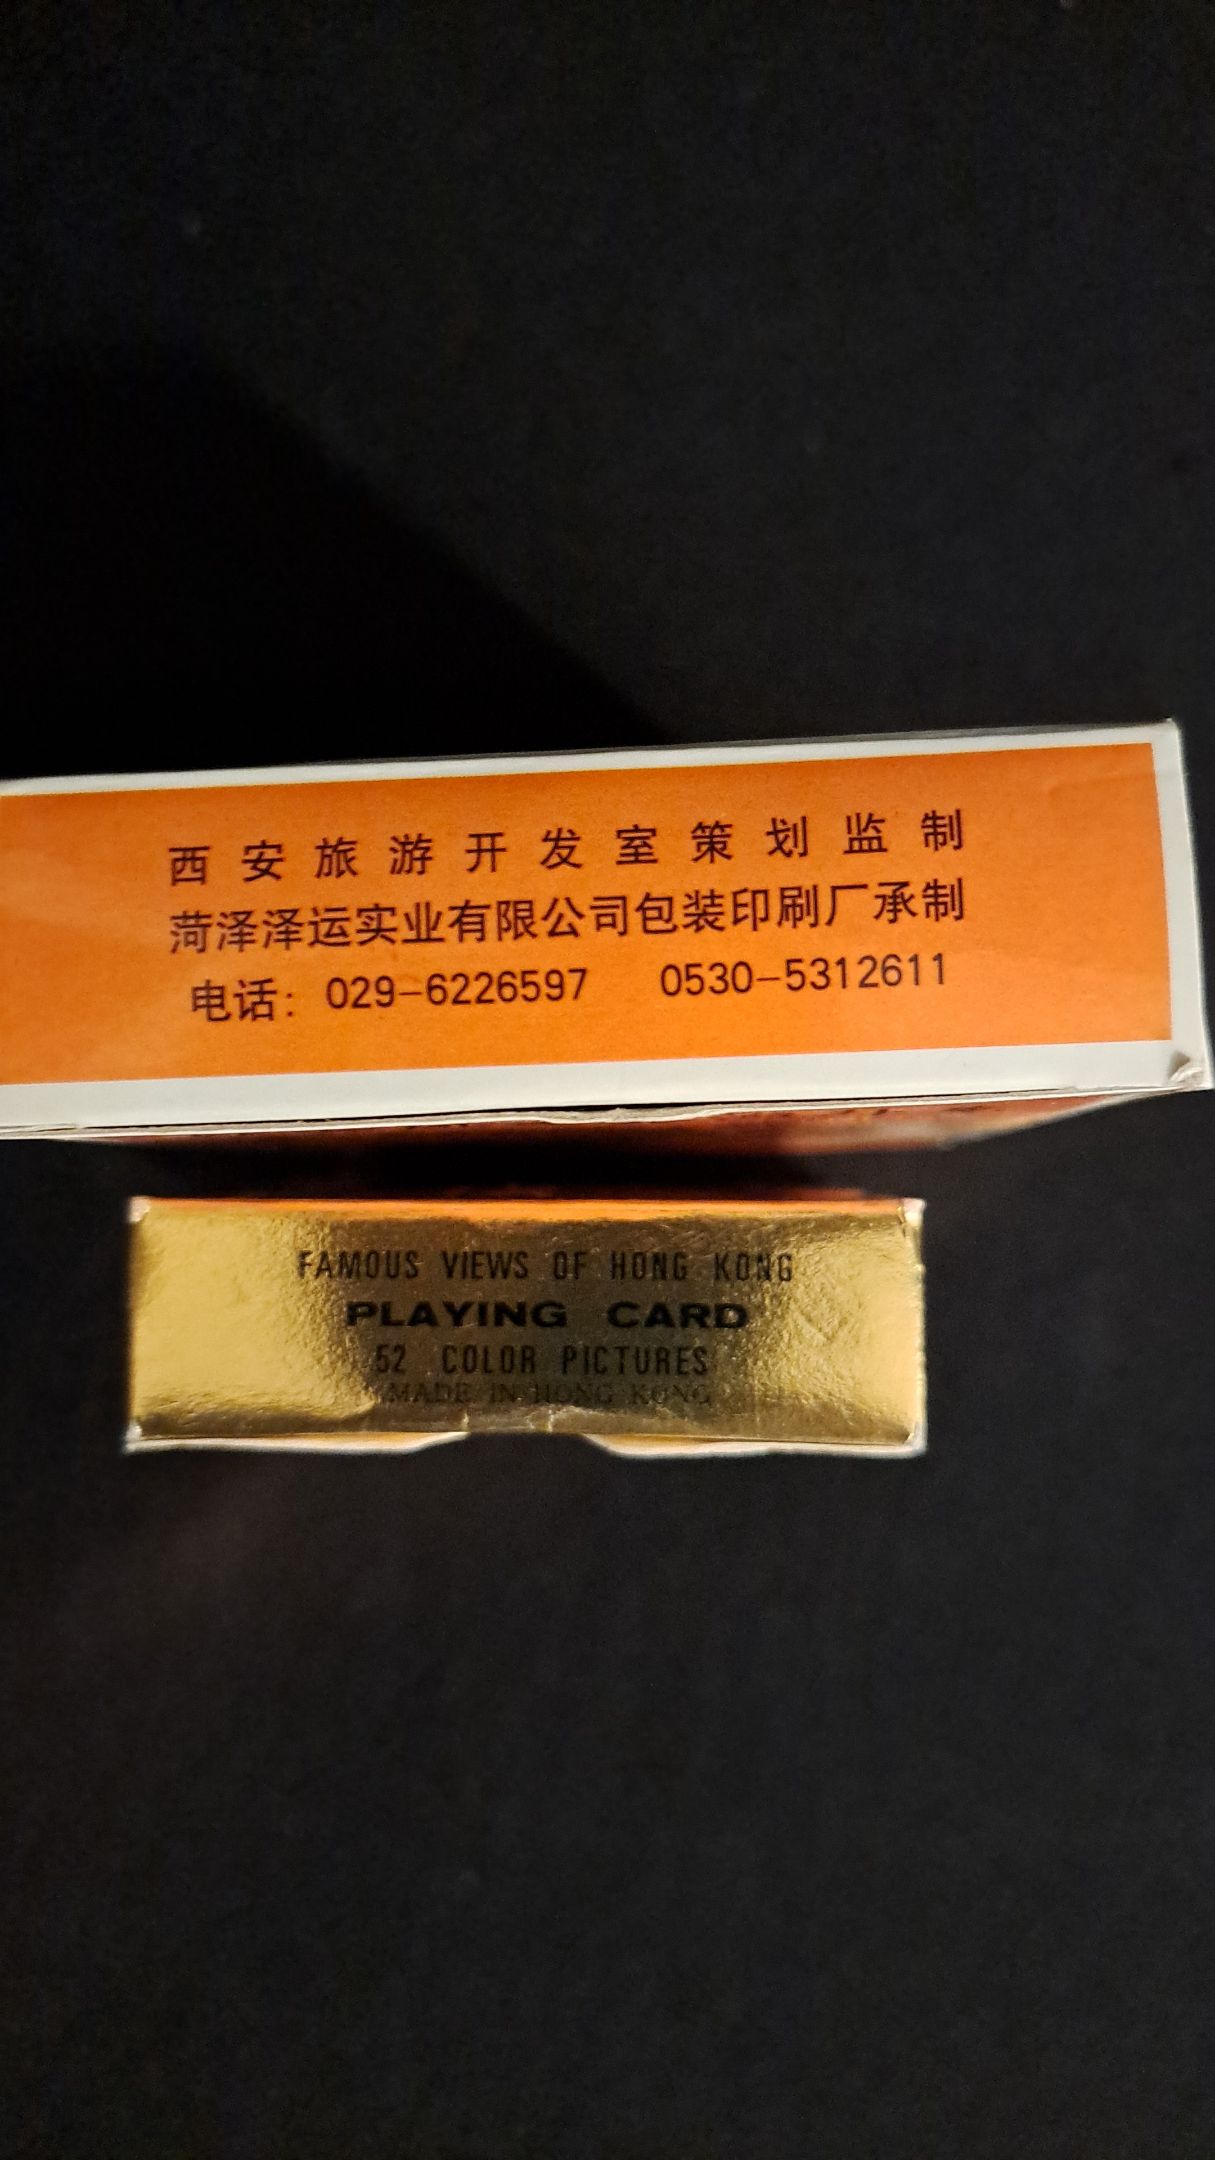 西安旅游开发室策划监制
菏泽泽运实业有限公司包装印刷厂承制
电话: 029-6226597 0530-5312611
FAMOUS VIEWS OF HONG KONG
PLAYING CARD
52 COLOR PICTURES
MADE IN HONG KONG